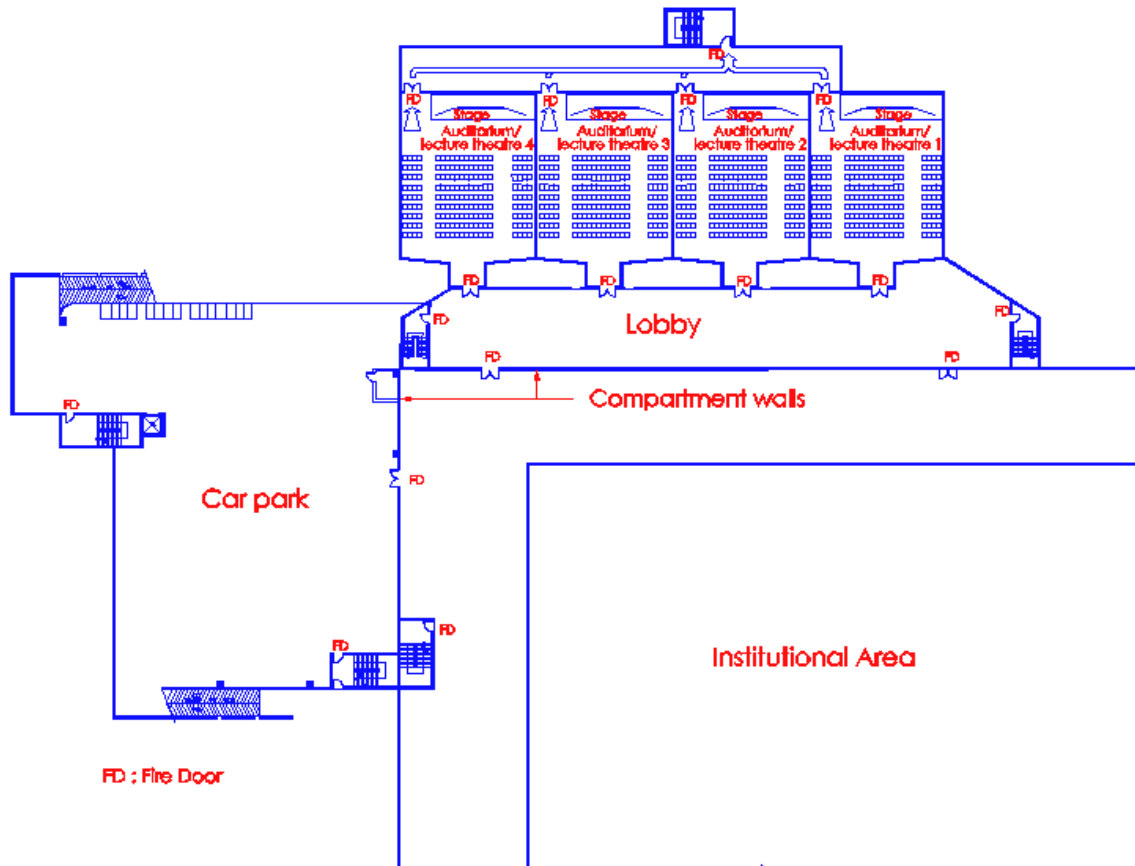 FD
FD FD FD FD
Stage Stage Stage Stage
Auditorium/ Auditorium/ Auditorium/ Auditorium/
lecture theatre 4 lecture theatre 3 lecture theatre 2 lecture theatre 1
FD FD FD FD
FD Lobby FD
FD FD
Compartment walls
FD
Car park FD
FD
FD
Institutional Area
FD : Fire Door